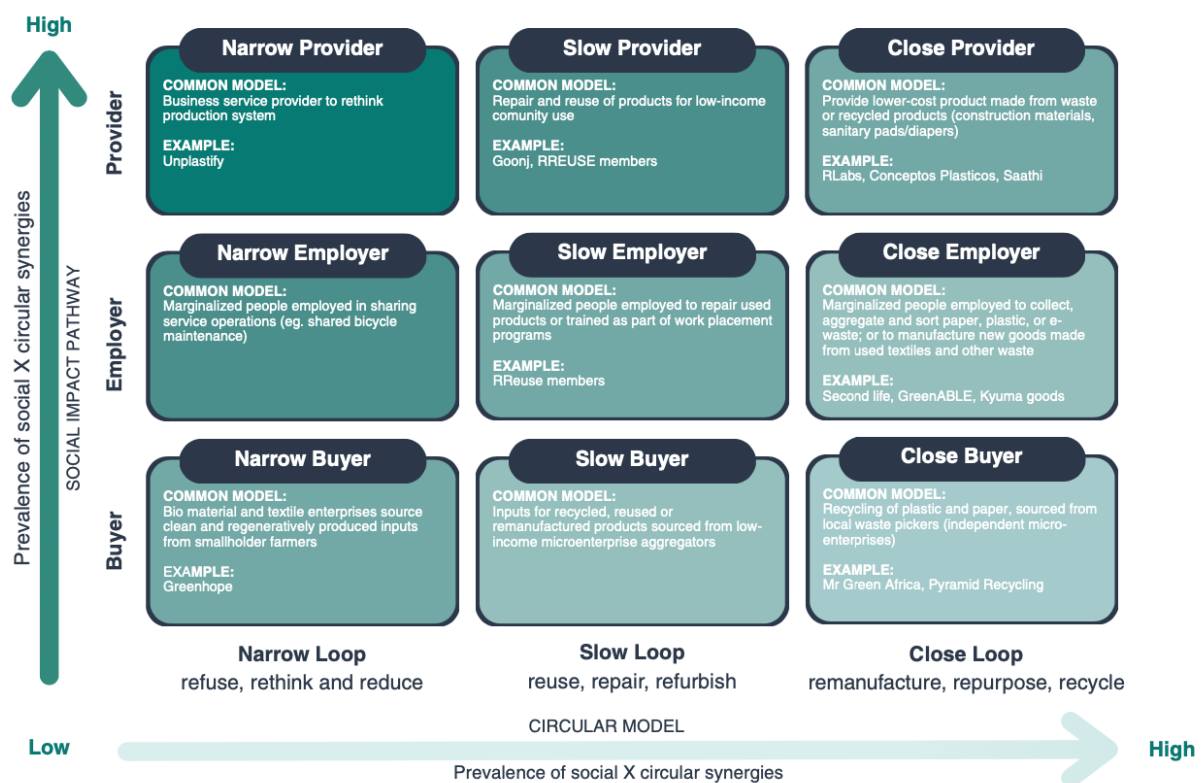 High
Prevalence of social X circular synergies
SOCIAL IMPACT PATHWAY
Provider
Narrow Provider
COMMON MODEL:
Business service provider to rethink
production system
EXAMPLE:
Unplastify
Slow Provider
COMMON MODEL:
Repair and reuse of products for low-income
comunity use
EXAMPLE:
Goonj, RREUSE members
Close Provider
COMMON MODEL:
Provide lower-cost product made from waste
or recycled products (construction materials,
sanitary pads/diapers)
EXAMPLE:
RLabs, Conceptos Plasticos, Saathi
Employer
Narrow Employer
COMMON MODEL:
Marginalized people employed in sharing
service operations (eg. shared bicycle
maintenance)
Slow Employer
COMMON MODEL:
Marginalized people employed to repair used
products or trained as part of work placement
programs
EXAMPLE:
RReuse members
Close Employer
COMMON MODEL:
Marginalized people employed to collect,
aggregate and sort paper, plastic, or e-
waste; or to manufacture new goods made
from used textiles and other waste
EXAMPLE:
Second life, GreenABLE, Kyuma goods
Buyer
Narrow Buyer
COMMON MODEL:
Bio material and textile enterprises source
clean and regeneratively produced inputs
from smallholder farmers
EXAMPLE:
Greenhope
Slow Buyer
COMMON MODEL:
Inputs for recycled, reused or
remanufactured products sourced from low-
income microenterprise aggregators
Close Buyer
COMMON MODEL:
Recycling of plastic and paper, sourced from
local waste pickers (independent micro-
enterprises)
EXAMPLE:
Mr Green Africa, Pyramid Recycling
Narrow Loop
refuse, rethink and reduce
Slow Loop
reuse, repair, refurbish
Close Loop
remanufacture, repurpose, recycle
Low
CIRCULAR MODEL
High
Prevalence of social X circular synergies